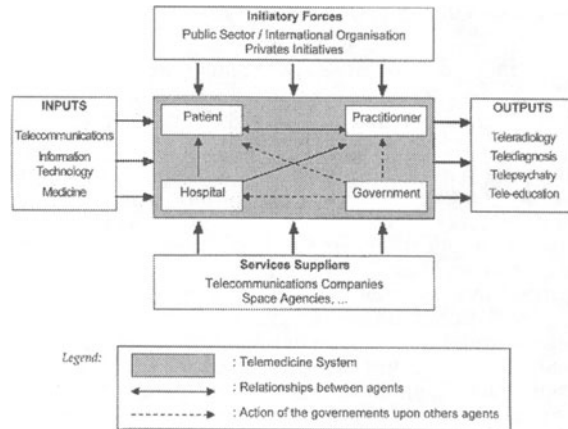 Initiatory Forces
Public Sector / International Organisation
Privates Initiatives
INPUTS
Telecommunications
Information
Technology
Medicine
Patient
Practitionner
Hospital
Government
OUTPUTS
Teleradiology
Telediagnosis
Telepsychatry
Tele-education
Services Suppliers
Telecommunications Companies
Space Agencies, ...
Legend:
: Telemedicine System
: Relationships between agents
: Action of the governements upon others agents